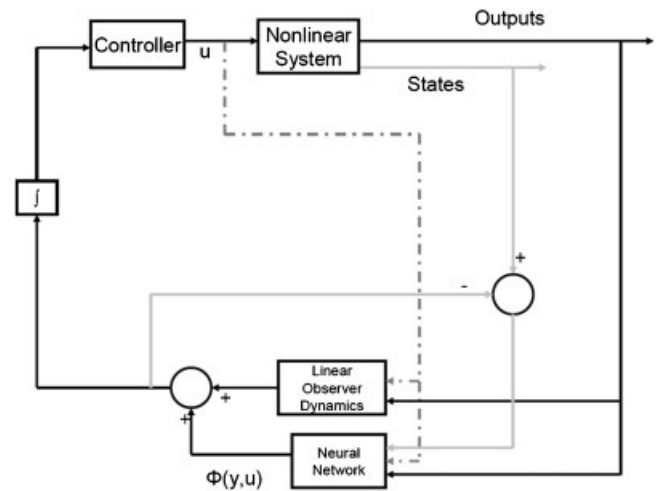 Outputs
Controller
u
Nonlinear
System
States
∫
+
-
Linear
Observer
Dynamics
+
+
Neural
Network
Φ(y,u)